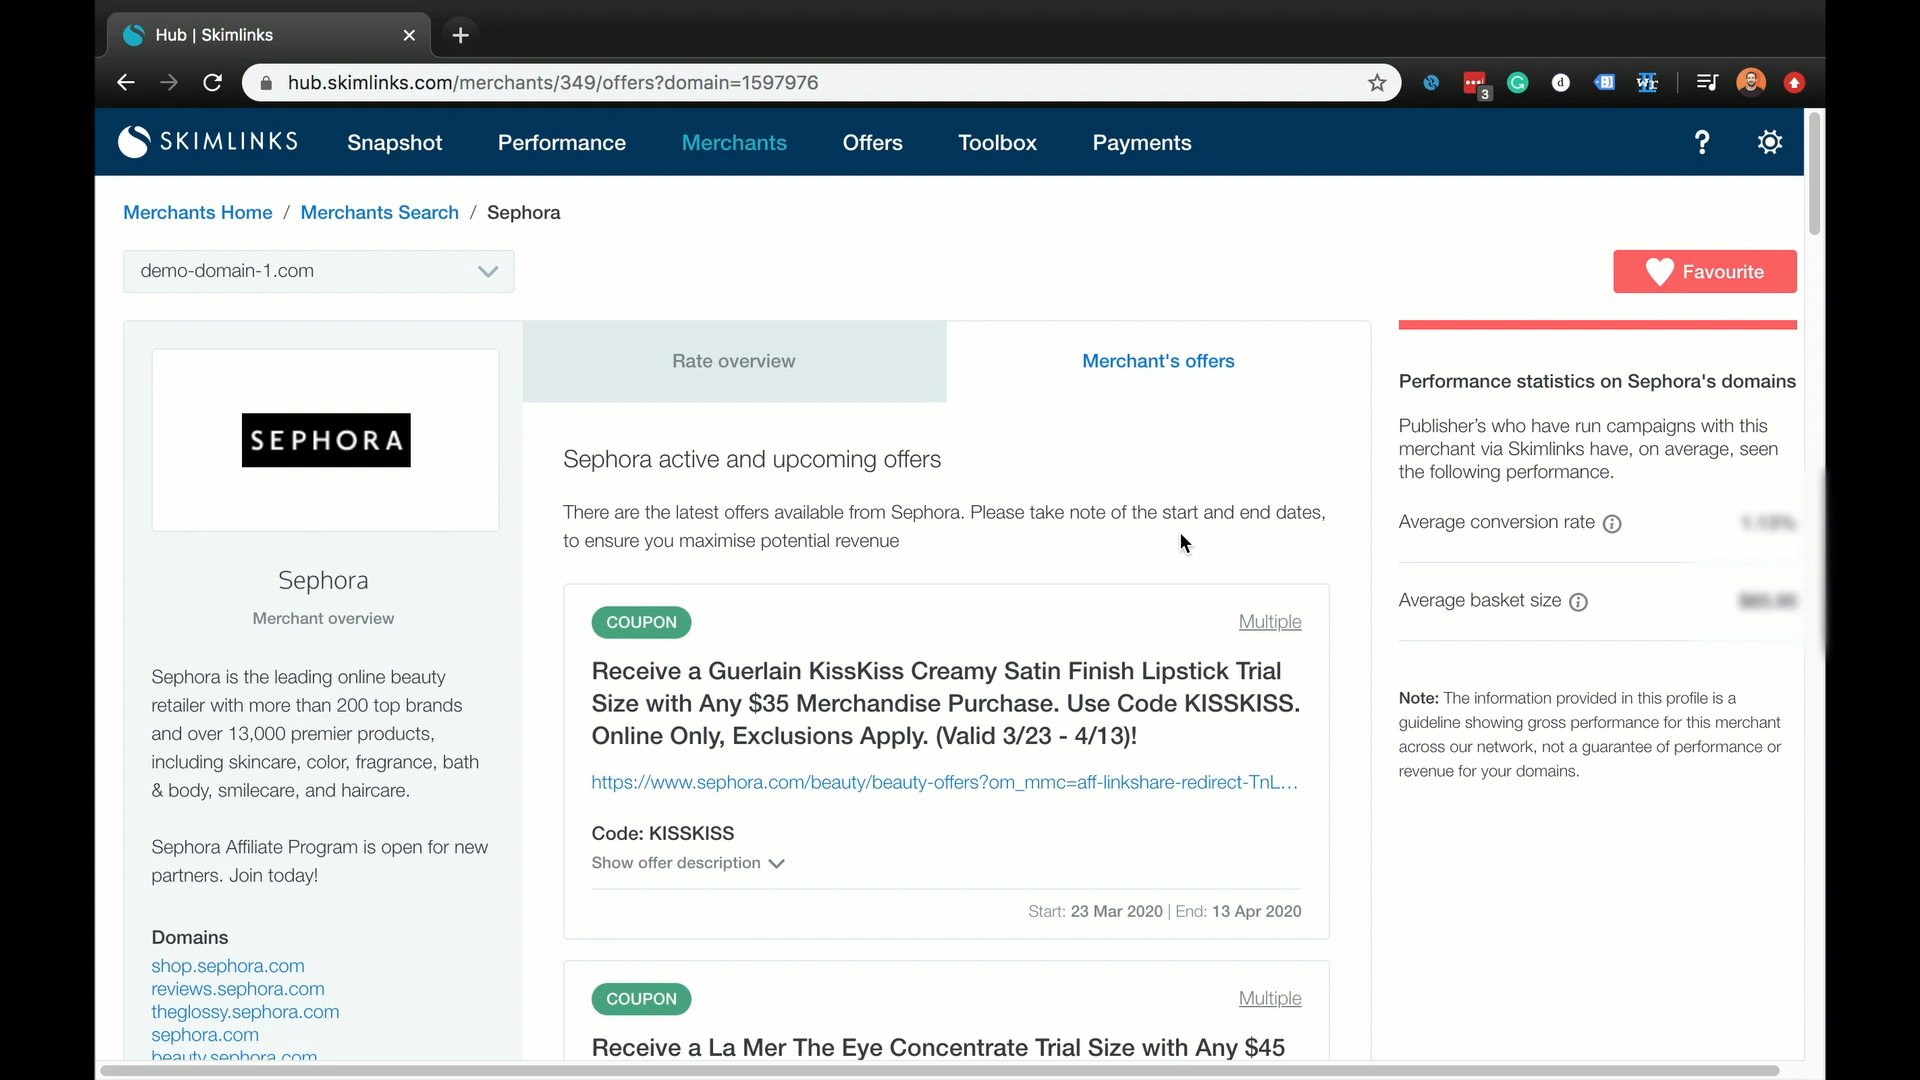 Hub | Skimlinks
hub.skimlinks.com/merchants/349/offers?domain=1597976
3
SKIMLINKS
Snapshot
Performance
Merchants
Offers
Toolbox
Payments
?
Merchants Home / Merchants Search / Sephora
demo-domain-1.com
Favourite
SEPHORA
Sephora
Merchant overview
Sephora is the leading online beauty
retailer with more than 200 top brands
and over 13,000 premier products,
including skincare, color, fragrance, bath
& body, smilecare, and haircare.
Sephora Affiliate Program is open for new
partners. Join today!
Domains
shop.sephora.com
reviews.sephora.com
theglossy.sephora.com
sephora.com
beauty.sephora.com
Rate overview
Merchant's offers
Sephora active and upcoming offers
There are the latest offers available from Sephora. Please take note of the start and end dates,
to ensure you maximise potential revenue
COUPON
Multiple
Receive a Guerlain KissKiss Creamy Satin Finish Lipstick Trial
Size with Any $35 Merchandise Purchase. Use Code KISSKISS.
Online Only, Exclusions Apply. (Valid 3/23 - 4/13)!
https://www.sephora.com/beauty/beauty-offers?om_mmc=aff-linkshare-redirect-TnL...
Code: KISSKISS
Show offer description
Start: 23 Mar 2020 | End: 13 Apr 2020
COUPON
Multiple
Receive a La Mer The Eye Concentrate Trial Size with Any $45
Performance statistics on Sephora's domains
Publisher's who have run campaigns with this
merchant via Skimlinks have, on average, seen
the following performance.
Average conversion rate
Average basket size
Note: The information provided in this profile is a
guideline showing gross performance for this merchant
across our network, not a guarantee of performance or
revenue for your domains.